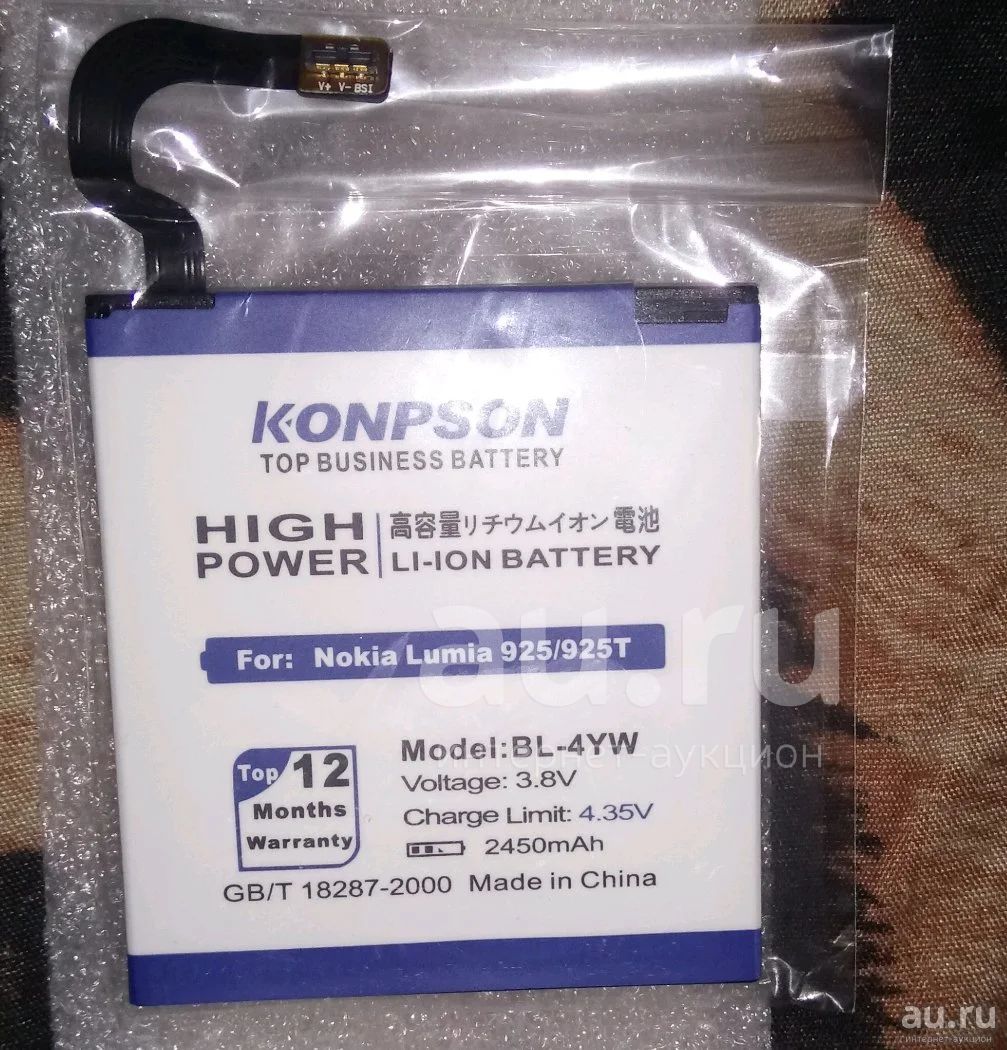 V+ V- BSI
KONPSON
TOP BUSINESS BATTERY
HIGH POWER
高容量リチウムイオン電池
LI-ION BATTERY
For: Nokia Lumia 925/925T
Top 12
Months
Warranty
Model:BL-4YW
Voltage: 3.8V
Charge Limit: 4.35V
2450mAh
GB/T 18287-2000 Made in China
au.ru
интернет-аукцион
au.ru
интернет-аукцион